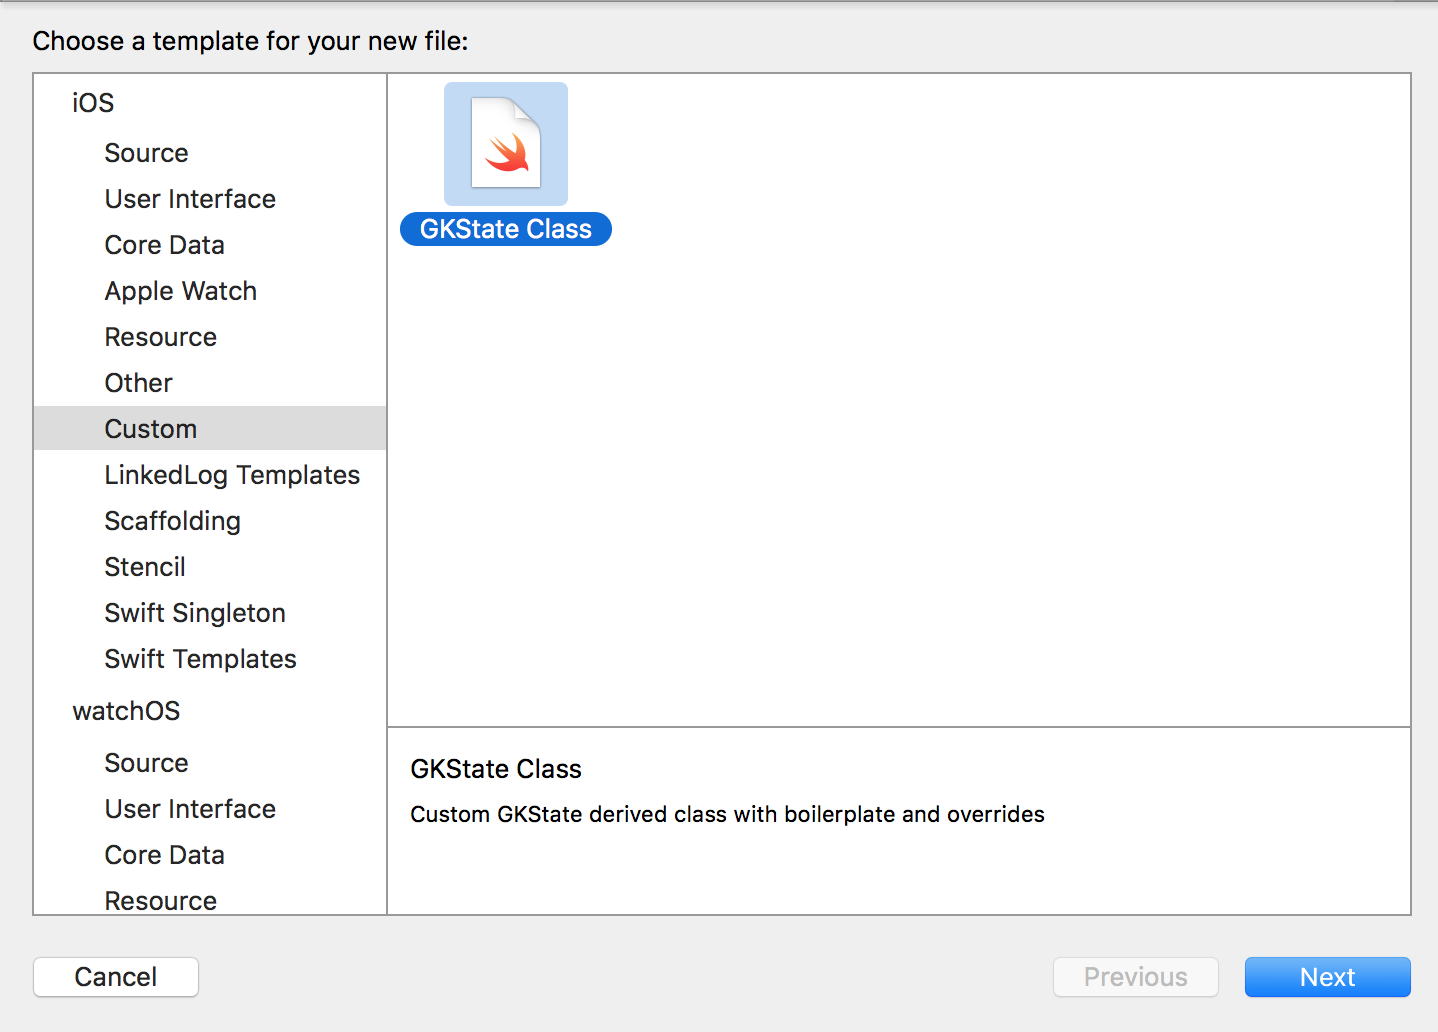 Choose a template for your new file:
iOS
Source
User Interface
Core Data
Apple Watch
Resource
Other
Custom
LinkedLog Templates
Scaffolding
Stencil
Swift Singleton
Swift Templates
watchOS
Source
User Interface
Core Data
Resource
GKState Class
GKState Class
Custom GKState derived class with boilerplate and overrides
Cancel
Previous
Next